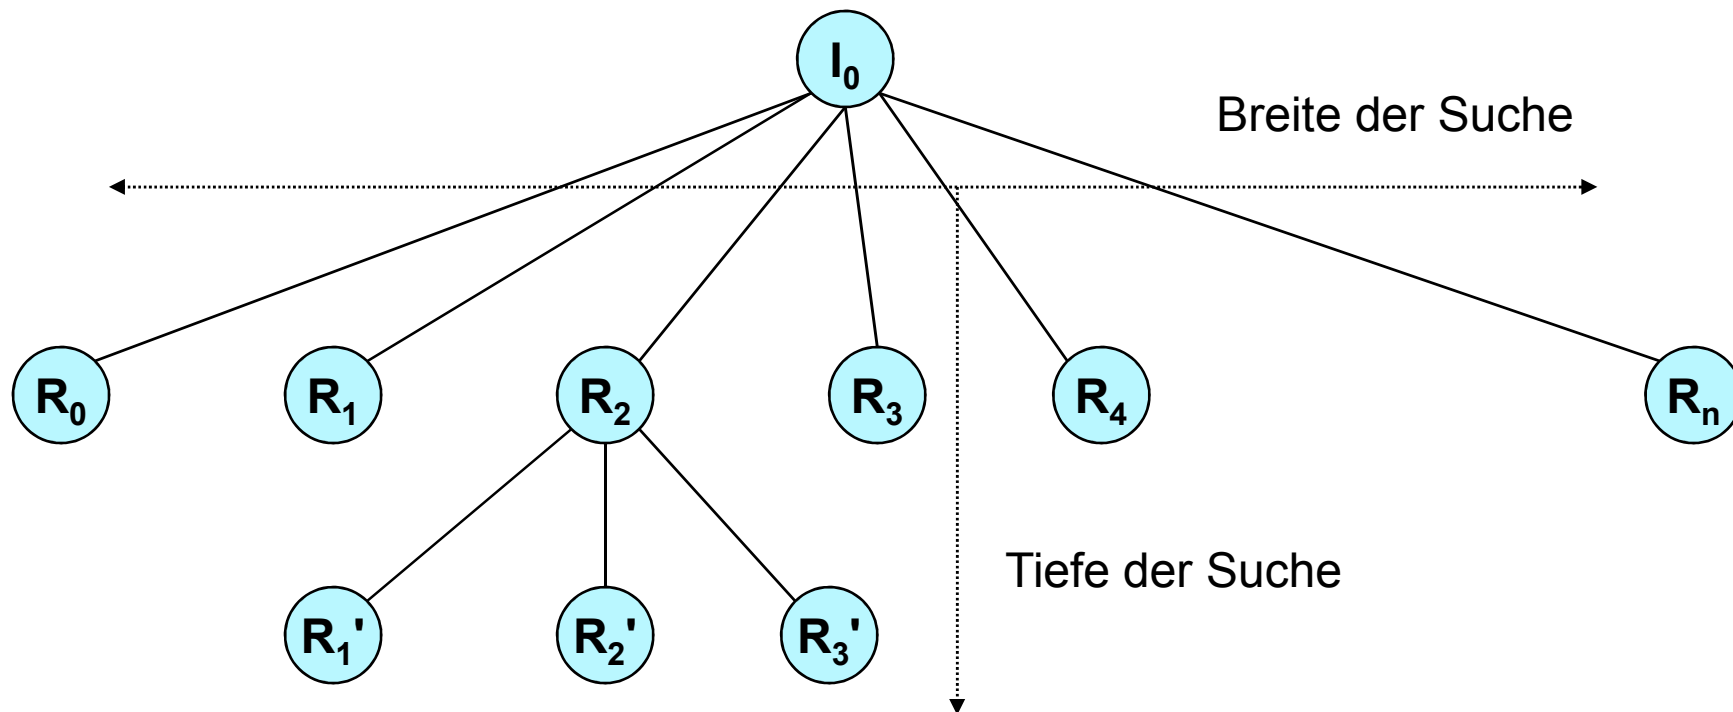 I₀
Breite der Suche
R₀ R₁ R₂ R₃ R₄ Rₙ
Tiefe der Suche
R₁' R₂' R₃'